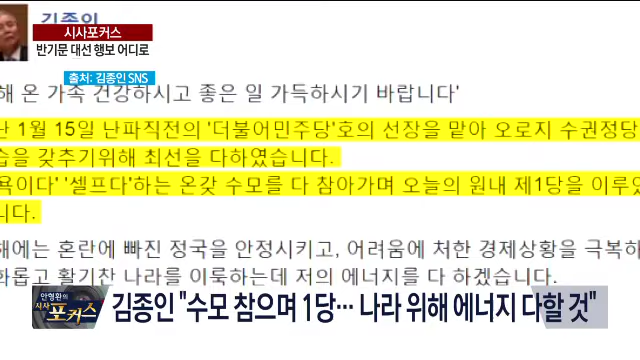 김종인
시사포커스
반기문 대선 행보 어디로
출처: 김종인 SNS
해 온 가족 건강하시고 좋은 일 가득하시기 바랍니다'
난 1월 15일 난파직전의 '더불어민주당'호의 선장을 맡아 오로지 수권정당
습을 갖추기위해 최선을 다하였습니다.
욕이다' '셀프다'하는 온갖 수모를 다 참아가며 오늘의 원내 제1당을 이루었
니다.
해에는 혼란에 빠진 정국을 안정시키고, 어려움에 처한 경제상황을 극복하
화롭고 활기찬 나라를 이룩하는데 저의 에너지를 다 하겠습니다.
안형환의
시사
포커스
김종인 "수모 참으며 1당… 나라 위해 에너지 다할 것"